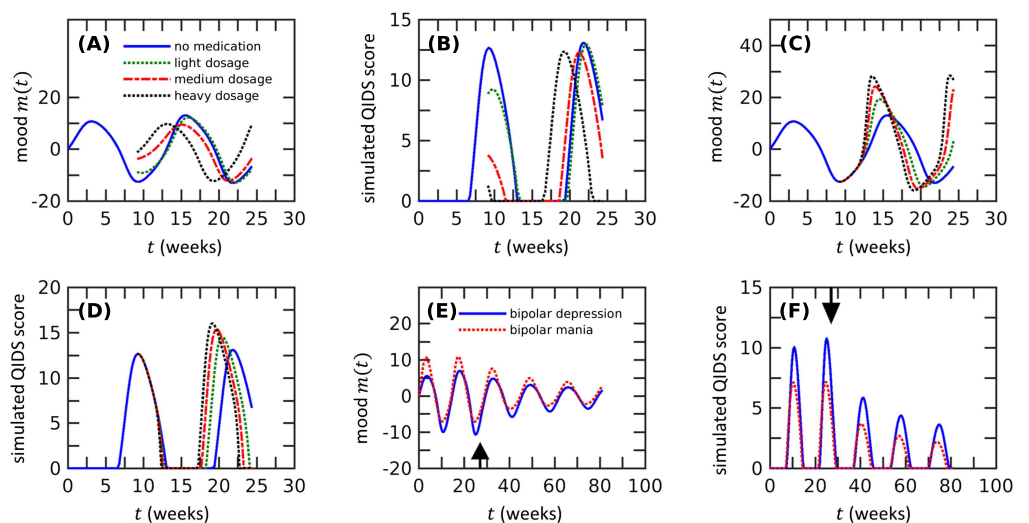 (A)
no medication
light dosage
medium dosage
heavy dosage
mood m(t)
20
0
-20
0 5 10 15 20 25 30
t (weeks)
(B)
simulated QIDS score
15
10
5
0
0 5 10 15 20 25 30
t (weeks)
(C)
mood m(t)
40
20
0
-20
0 5 10 15 20 25 30
t (weeks)
(D)
simulated QIDS score
20
15
10
5
0
0 5 10 15 20 25 30
t (weeks)
(E)
bipolar depression
bipolar mania
mood m(t)
20
10
0
-10
-20
0 20 40 60 80 100
t (weeks)
(F)
simulated QIDS score
15
10
5
0
0 20 40 60 80 100
t (weeks)